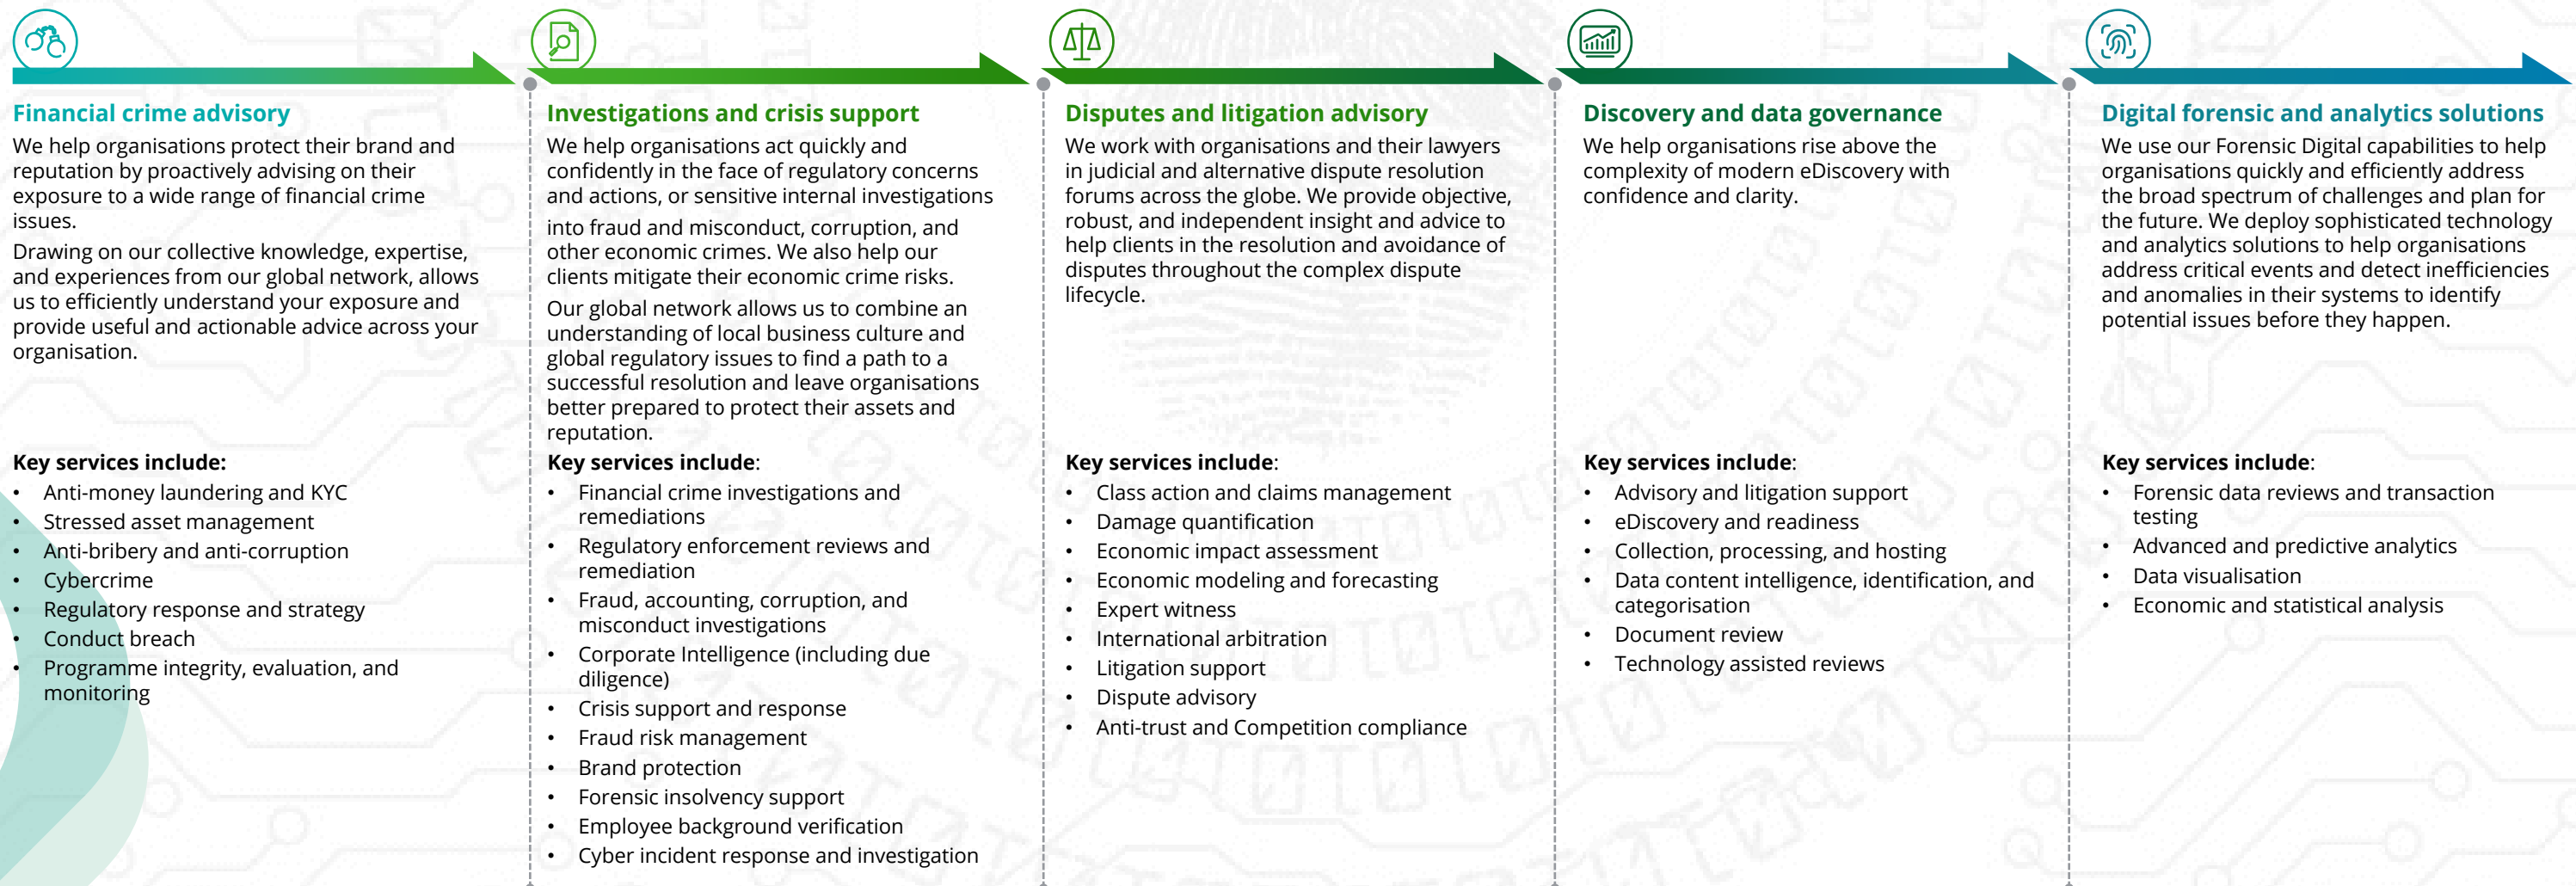 Financial crime advisory
We help organisations protect their brand and
reputation by proactively advising on their
exposure to a wide range of financial crime
issues.
Drawing on our collective knowledge, expertise,
and experiences from our global network, allows
us to efficiently understand your exposure and
provide useful and actionable advice across your
organisation.
Key services include:
• Anti-money laundering and KYC
• Stressed asset management
• Anti-bribery and anti-corruption
• Cybercrime
• Regulatory response and strategy
• Conduct breach
• Programme integrity, evaluation, and
monitoring
Investigations and crisis support
We help organisations act quickly and
confidently in the face of regulatory concerns
and actions, or sensitive internal investigations
into fraud and misconduct, corruption, and
other economic crimes. We also help our
clients mitigate their economic crime risks.
Our global network allows us to combine an
understanding of local business culture and
global regulatory issues to find a path to a
successful resolution and leave organisations
better prepared to protect their assets and
reputation.
Key services include:
• Financial crime investigations and
remediations
• Regulatory enforcement reviews and
remediation
• Fraud, accounting, corruption, and
misconduct investigations
• Corporate Intelligence (including due
diligence)
• Crisis support and response
• Fraud risk management
• Brand protection
• Forensic insolvency support
• Employee background verification
• Cyber incident response and investigation
Disputes and litigation advisory
We work with organisations and their lawyers
in judicial and alternative dispute resolution
forums across the globe. We provide objective,
robust, and independent insight and advice to
help clients in the resolution and avoidance of
disputes throughout the complex dispute
lifecycle.
Key services include:
• Class action and claims management
• Damage quantification
• Economic impact assessment
• Economic modeling and forecasting
• Expert witness
• International arbitration
• Litigation support
• Dispute advisory
• Anti-trust and Competition compliance
Discovery and data governance
We help organisations rise above the
complexity of modern eDiscovery with
confidence and clarity.
Key services include:
• Advisory and litigation support
• eDiscovery and readiness
• Collection, processing, and hosting
• Data content intelligence, identification, and
categorisation
• Document review
• Technology assisted reviews
Digital forensic and analytics solutions
We use our Forensic Digital capabilities to help
organisations quickly and efficiently address
the broad spectrum of challenges and plan for
the future. We deploy sophisticated technology
and analytics solutions to help organisations
address critical events and detect inefficiencies
and anomalies in their systems to identify
potential issues before they happen.
Key services include:
• Forensic data reviews and transaction
testing
• Advanced and predictive analytics
• Data visualisation
• Economic and statistical analysis